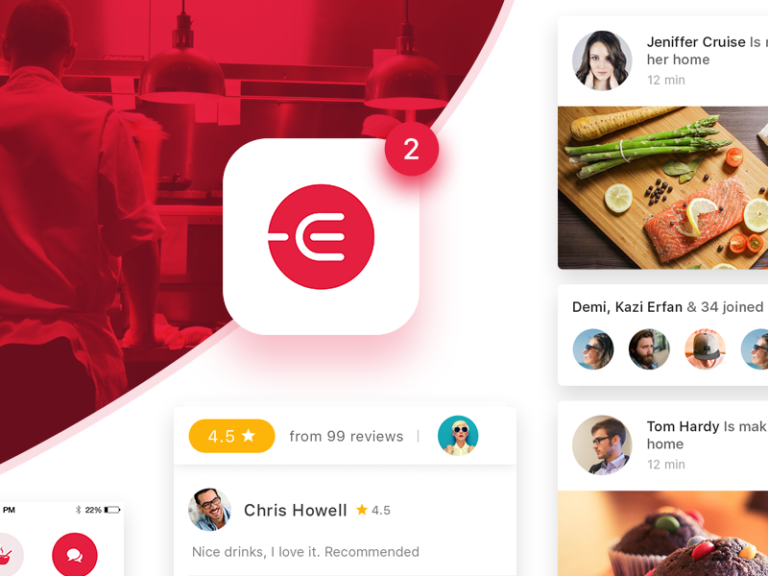 2
Jeniffer Cruise Is
her home
12 min
Demi, Kazi Erfan & 34 joined
4.5
from 99 reviews
Tom Hardy Is mak
home
12 min
PM
22%
Chris Howell
4.5
Nice drinks, I love it. Recommended